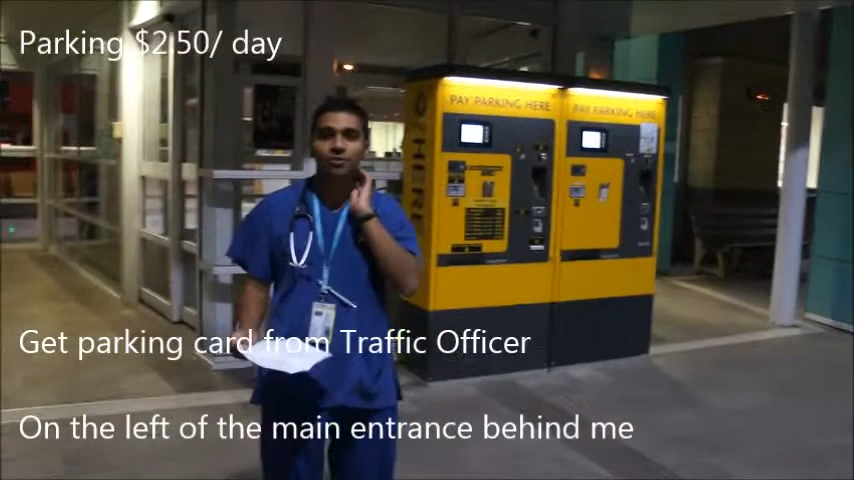 Parking $2.50/ day
PAY PARKING HERE
PAY PARKING HERE
HERE
Get parking card from Traffic Officer
On the left of the main entrance behind me